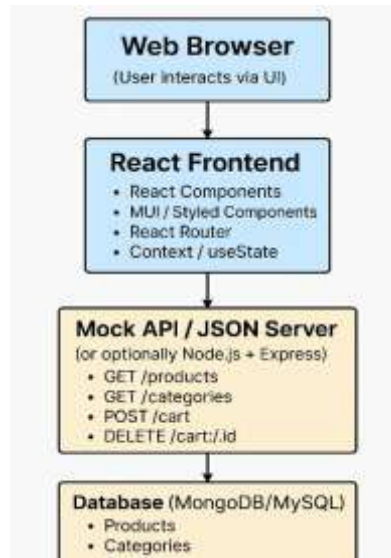 Web Browser
(User interacts via UI)
React Frontend
• React Components
• MUI / Styled Components
• React Router
• Context / useState
Mock API / JSON Server
(or optionally Node.js + Express)
• GET /products
• GET /categories
• POST /cart
• DELETE /cart:/.id
Database (MongoDB/MySQL)
• Products
• Categories